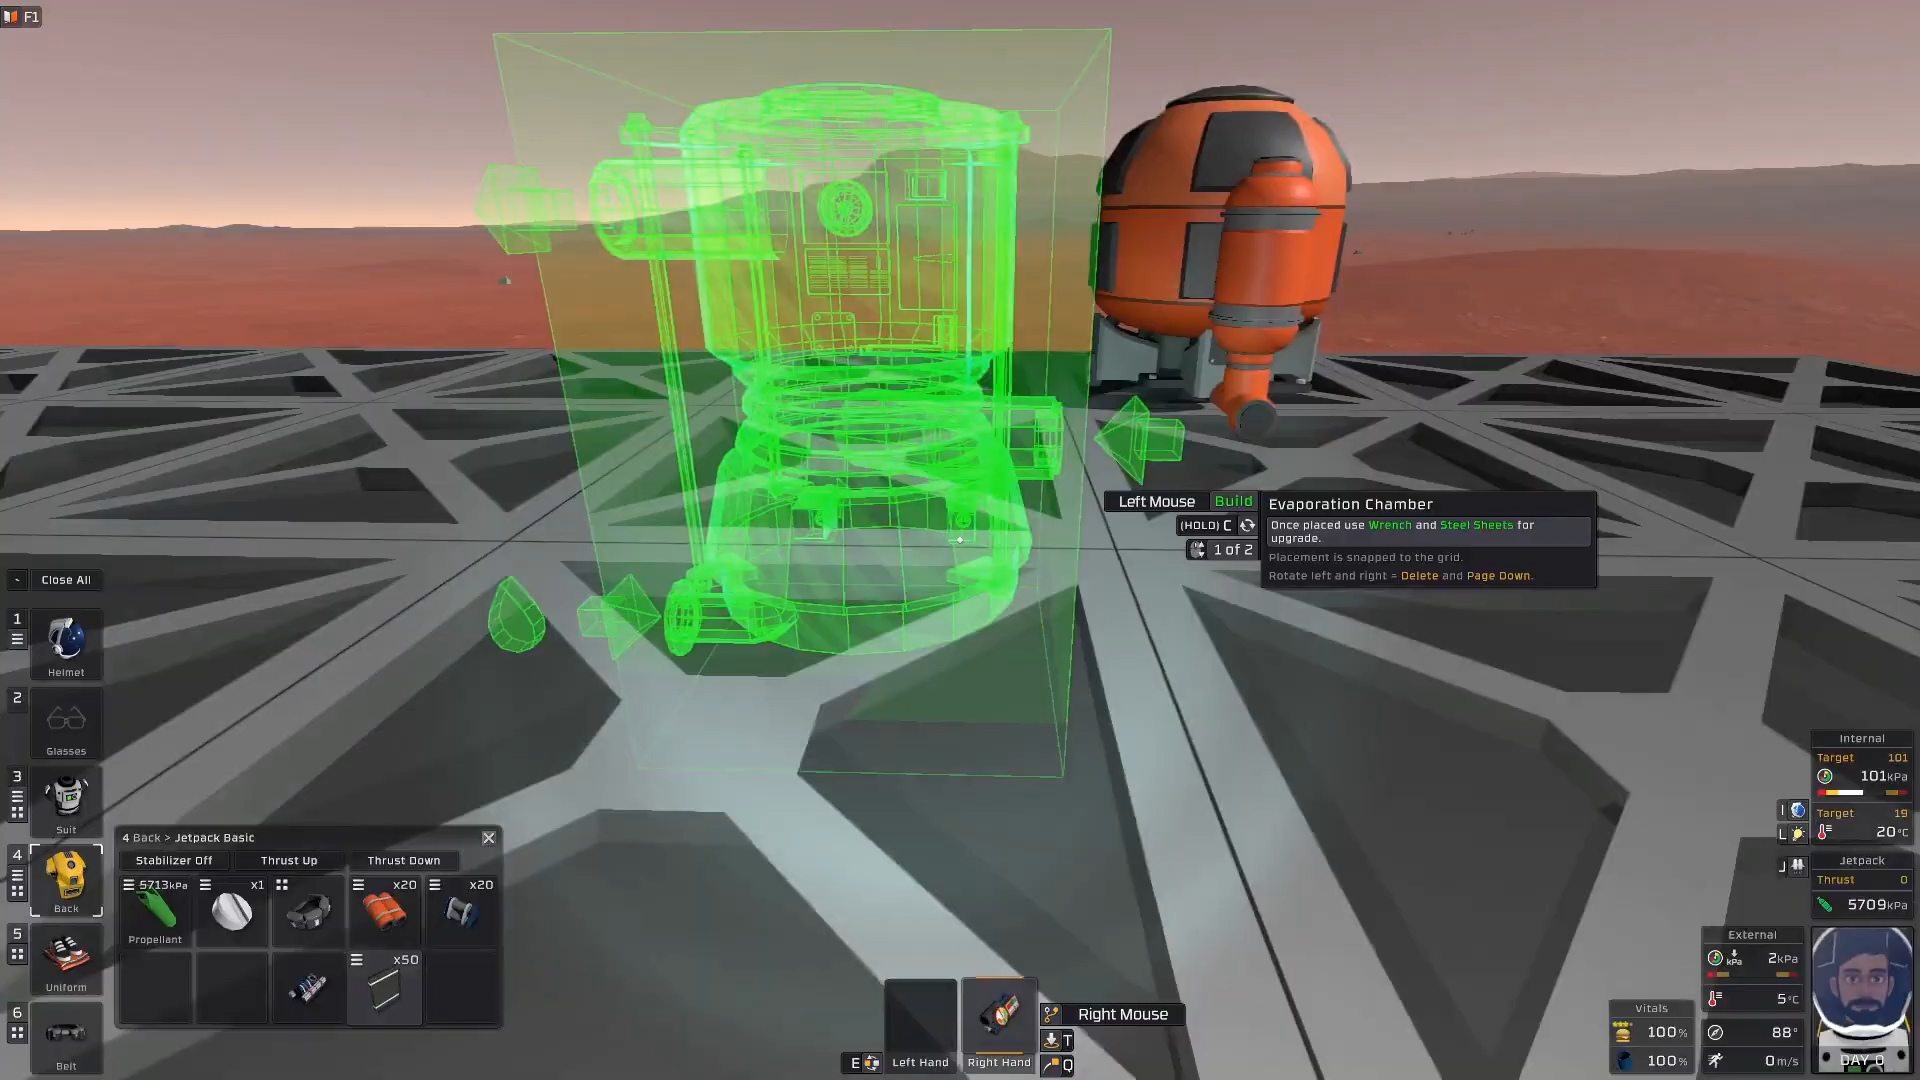 F1
Left Mouse Build
(HOLD) C
1 of 2
Evaporation Chamber
Once placed use Wrench and Steel Sheets for
upgrade.
Placement is snapped to the grid.
Rotate left and right = Delete and Page Down.
~ Close All
1
Helmet
2
Glasses
3
Suit
4
Back
5
Uniform
6
Belt
4 Back > Jetpack Basic
Stabilizer Off Thrust Up Thrust Down
5713kPa x1 x20 x20
Propellant
x50
E Left Hand Right Hand
Right Mouse
T
Q
Internal
Target 101
101kPa
I
Target 19
L 20°C
Jetpack
J
Thrust 0
5709kPa
External
kPa 2kPa
5°C
88°
0m/s
Vitals
100%
100%
DAY 0